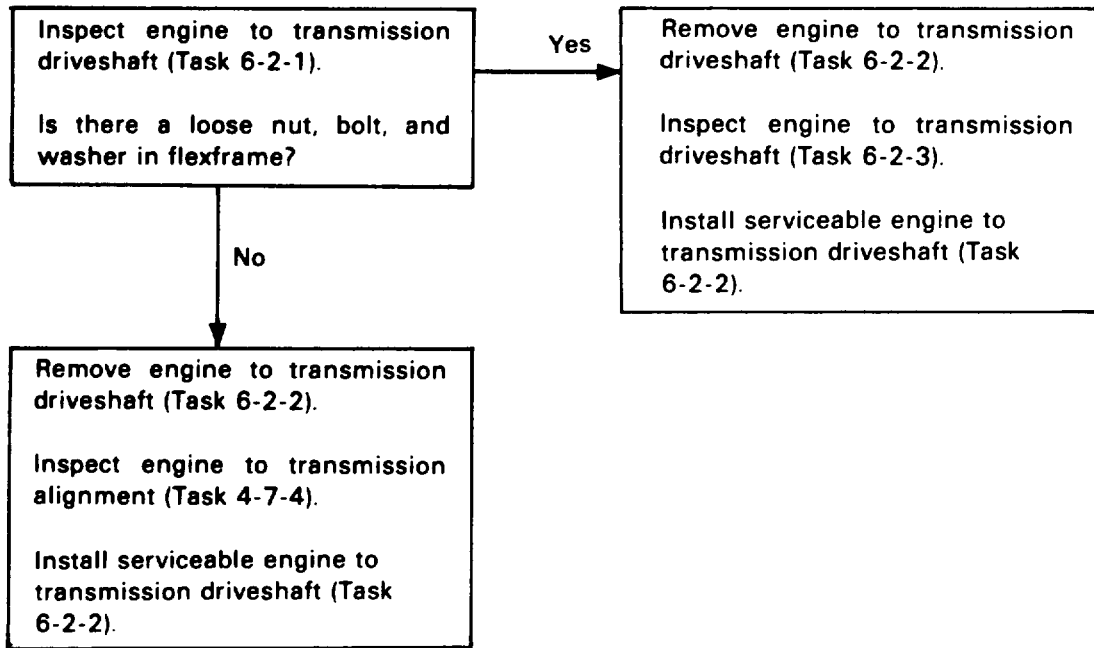 Inspect engine to transmission
driveshaft (Task 6-2-1).
Is there a loose nut, bolt, and
washer in flexframe?
Yes
Remove engine to transmission
driveshaft (Task 6-2-2).
Inspect engine to transmission
driveshaft (Task 6-2-3).
Install serviceable engine to
transmission driveshaft (Task
6-2-2).
No
Remove engine to transmission
driveshaft (Task 6-2-2).
Inspect engine to transmission
alignment (Task 4-7-4).
Install serviceable engine to
transmission driveshaft (Task
6-2-2).